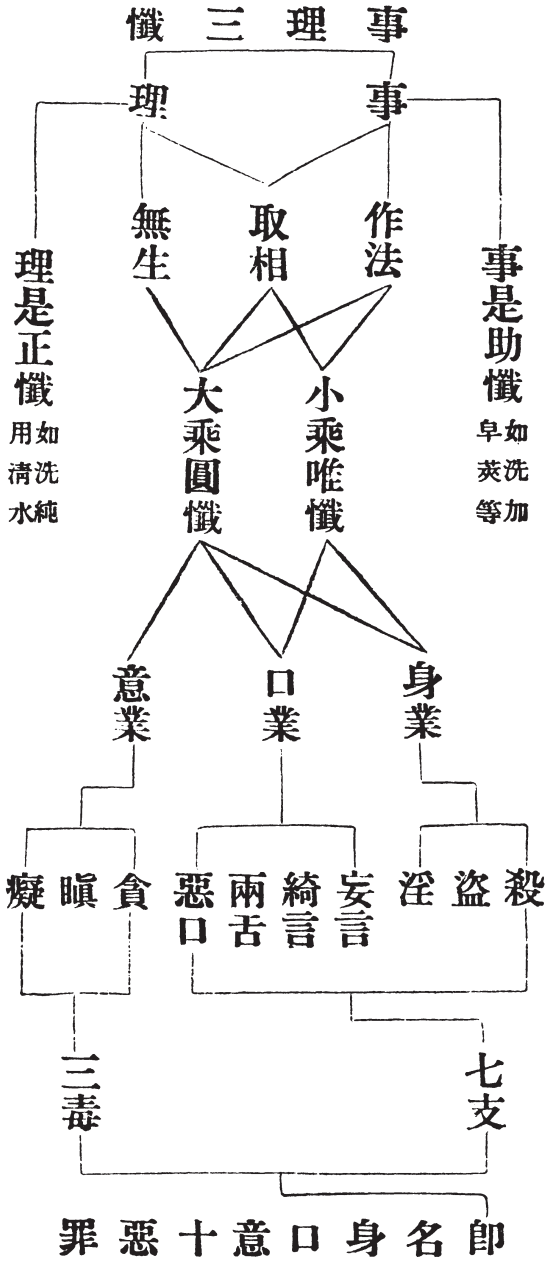 事理三懺
事
理
作法
取相
無生
事是助懺
如洗加
皁莢等
理是正懺
如洗純
用清水
小乘唯懺
大乘圓懺
身業
口業
意業
殺
盜
淫
妄言
綺言
兩舌
惡口
貪
瞋
癡
七支
三毒
卽名身口意十惡罪